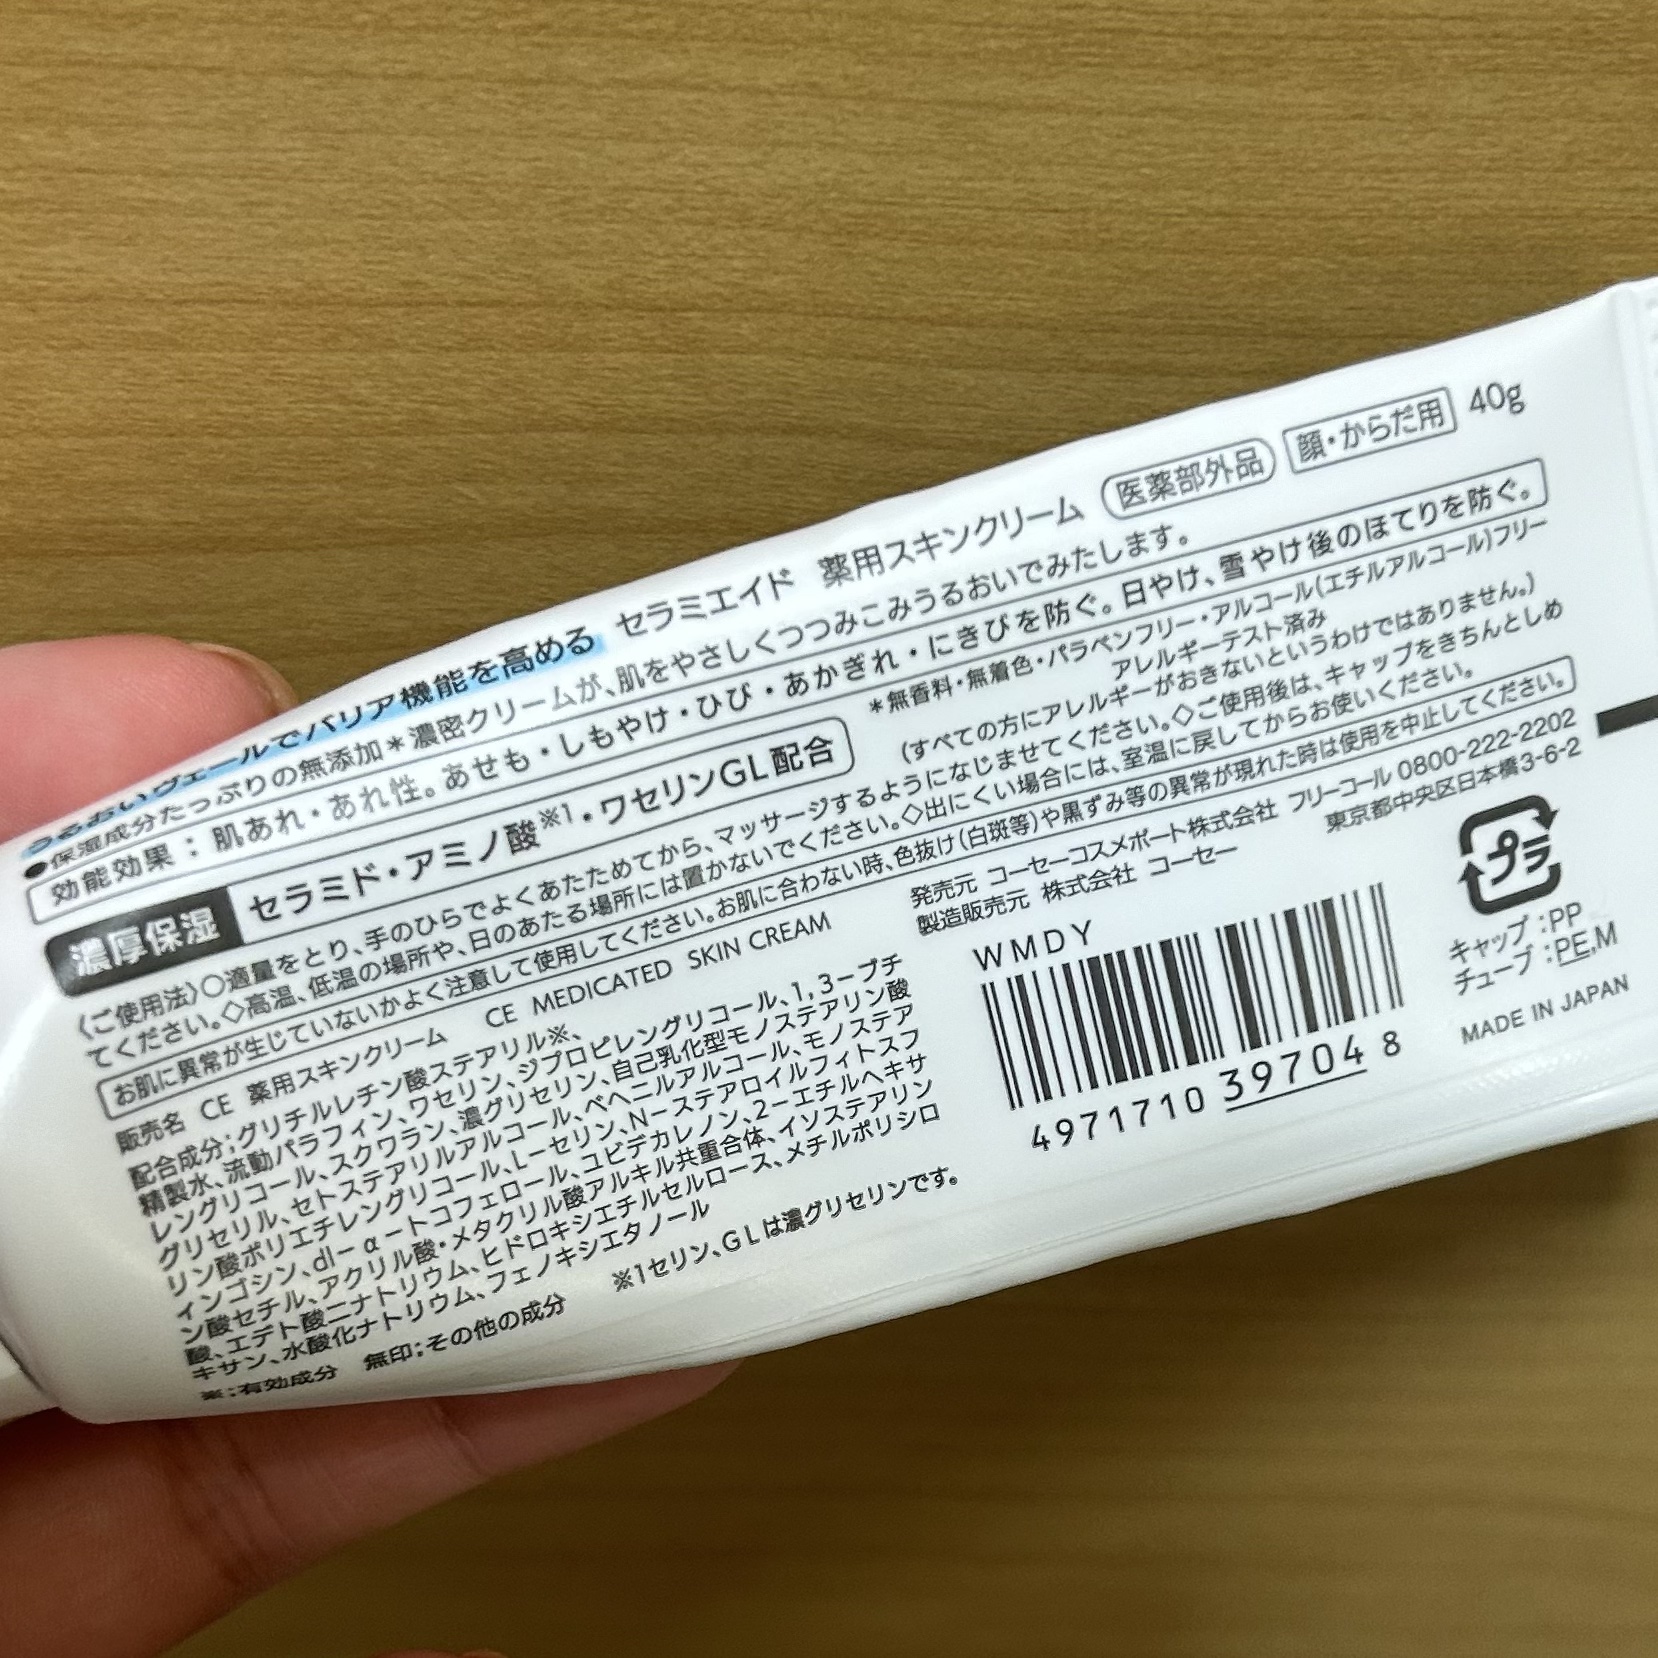 うるおいヴェールでバリア機能を高める セラミエイド 薬用スキンクリーム 医薬部外品 顔・からだ用 40g
●保湿成分たっぷりの無添加＊濃密クリームが、肌をやさしくつつみこみうるおいでみたします。
効能効果：肌あれ・あれ性。あせも・しもやけ・ひび・あかぎれ・にきびを防ぐ。日やけ、雪やけ後のほてりを防ぐ。
濃厚保湿 セラミド・アミノ酸※1・ワセリンGL配合
＊無香料・無着色・パラベンフリー・アルコール(エチルアルコール)フリー
アレルギーテスト済み
(すべての方にアレルギーがおきないというわけではありません。)
〈ご使用法〉○適量をとり、手のひらでよくあたためてから、マッサージするようになじませてください。◇ご使用後は、キャップをきちんとしめ
てください。◇高温、低温の場所や、日のあたる場所には置かないでください。◇出にくい場合には、室温に戻してからお使いください。
お肌に異常が生じていないかよく注意して使用してください。お肌に合わない時、色抜け(白斑等)や黒ずみ等の異常が現れた時は使用を中止してください。
販売名 CE 薬用スキンクリーム CE MEDICATED SKIN CREAM
配合成分；グリチルレチン酸ステアリル※、
精製水、流動パラフィン、ワセリン、ジプロピレングリコール、1，3－ブチ
レングリコール、スクワラン、濃グリセリン、自己乳化型モノステアリン酸
グリセリル、セトステアリルアルコール、ベヘニルアルコール、モノステア
リン酸ポリエチレングリコール、L－セリン、N－ステアロイルフィトスフ
ィンゴシン、dl－α－トコフェロール、ユビデカレノン、2－エチルヘキサ
ン酸セチル、アクリル酸・メタクリル酸アルキル共重合体、イソステアリン
酸、エデト酸二ナトリウム、ヒドロキシエチルセルロース、メチルポリシロ
キサン、水酸化ナトリウム、フェノキシエタノール
※；有効成分 無印；その他の成分 ※1セリン、GLは濃グリセリンです。
発売元 コーセーコスメポート株式会社 フリーコール 0800-222-2202
東京都中央区日本橋3-6-2
製造販売元 株式会社 コーセー
WMDY
4971710 39704 8
プラ
キャップ：PP
チューブ：PE,M
MADE IN JAPAN